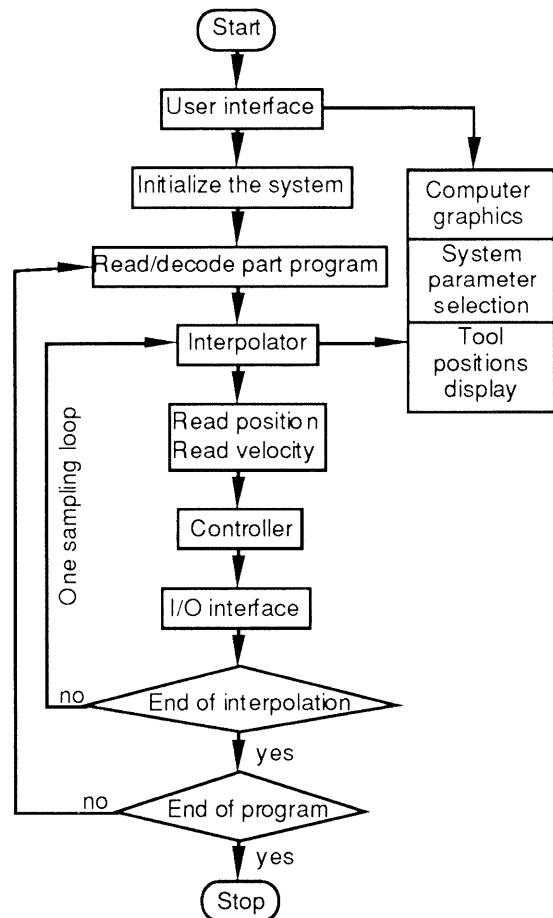 Start
User interface
Initialize the system
Computer
graphics
Read/decode part program
System
parameter
selection
Interpolator
Tool
positions
display
Read position
Read velocity
One sampling loop
Controller
I/O interface
End of interpolation
no
yes
End of program
no
yes
Stop